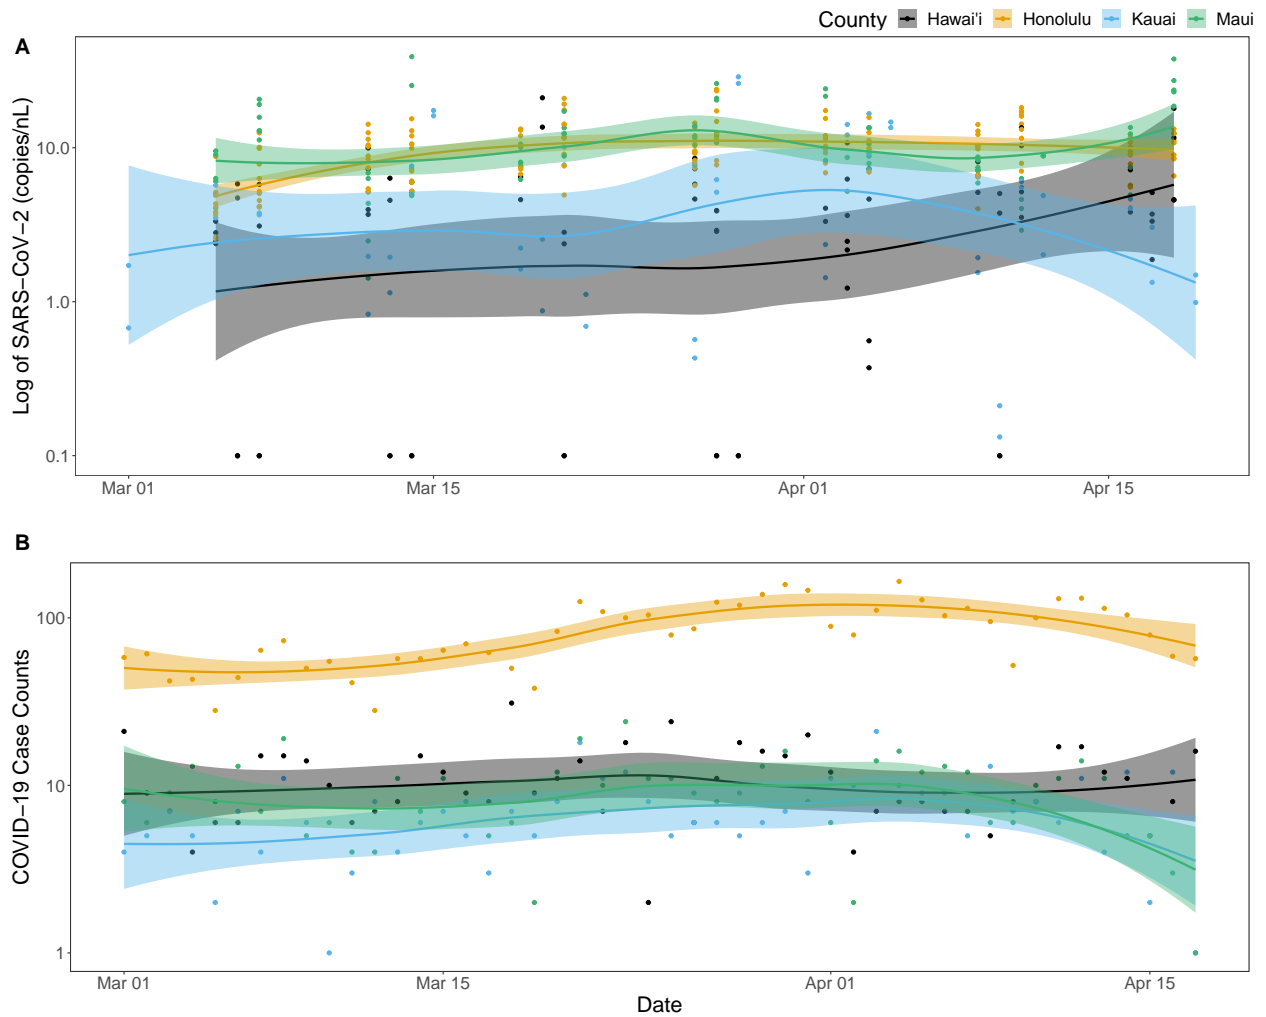 County Hawai'i Honolulu Kauai Maui
A
Log of SARS−CoV−2 (copies/nL)
10.0
1.0
0.1
Mar 01 Mar 15 Apr 01 Apr 15
B
COVID−19 Case Counts
100
10
1
Mar 01 Mar 15 Apr 01 Apr 15
Date